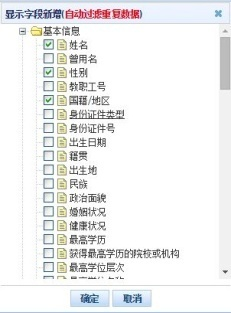 显示字段新增(自动过滤重复数据)
基本信息
姓名
曾用名
性别
教职工号
国籍/地区
身份证件类型
身份证件号
出生日期
籍贯
出生地
民族
政治面貌
婚姻状况
健康状况
最高学历
获得最高学历的院校或机构
最高学位层次
确定 取消